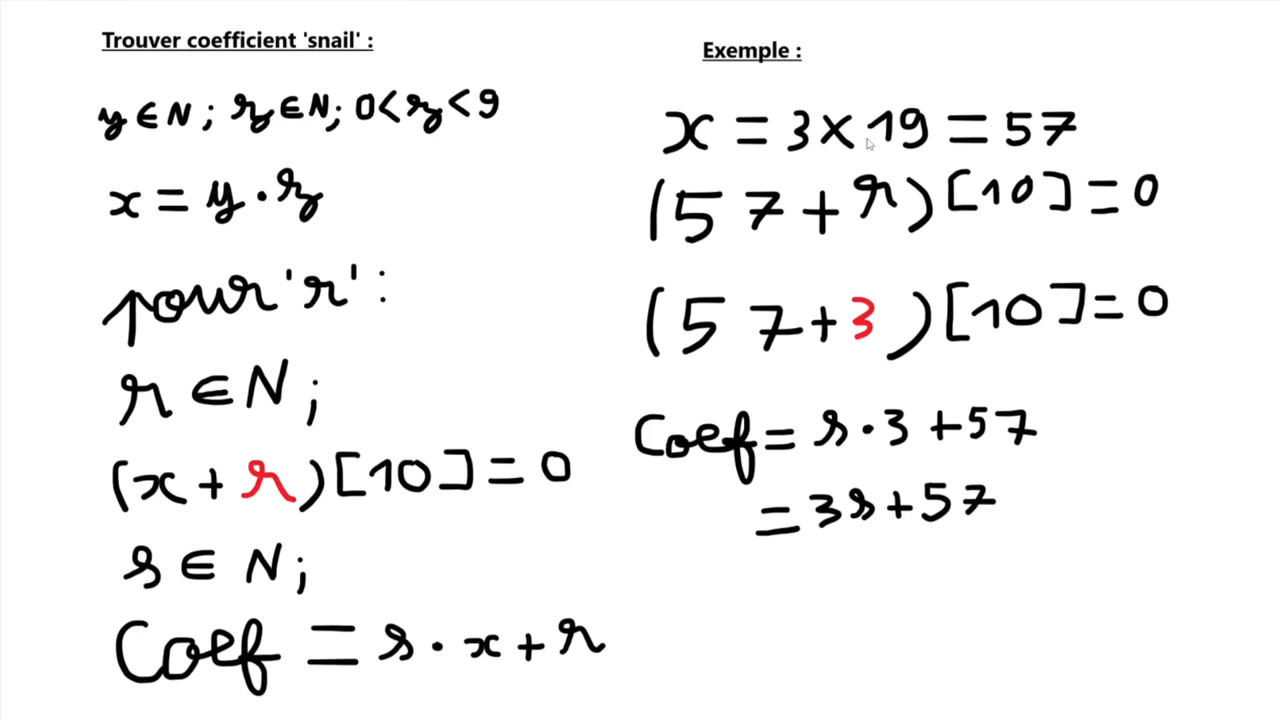 Trouver coefficient 'snail' :
y ∈ N ; z ∈ N ; 0 < z < 9
x = y · z
pour 'r' :
r ∈ N ;
(x + r)[10] = 0
s ∈ N ;
Coef = s · x + r
Exemple :
x = 3 × 19 = 57
(57 + r)[10] = 0
(57 + 3)[10] = 0
Coef = s · 3 + 57
= 3s + 57